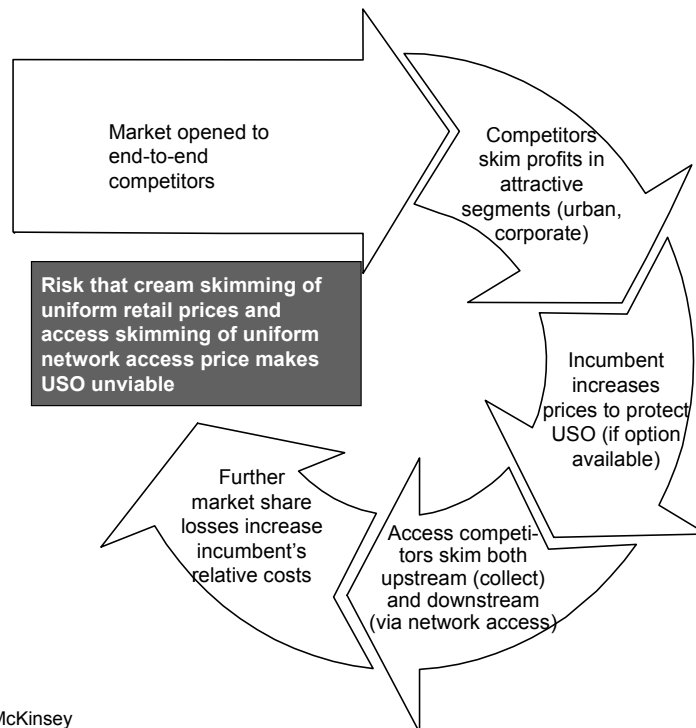 Market opened to
end-to-end
competitors
Competitors
skim profits in
attractive
segments (urban,
corporate)
Risk that cream skimming of
uniform retail prices and
access skimming of uniform
network access price makes
USO unviable
Incumbent
increases
prices to protect
USO (if option
available)
Access competi-
tors skim both
upstream (collect)
and downstream
(via network access)
Further
market share
losses increase
incumbent's
relative costs
McKinsey